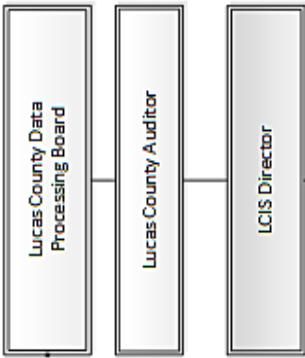 Lucas County Data
Processing Board
Lucas County Auditor
LCIS Director